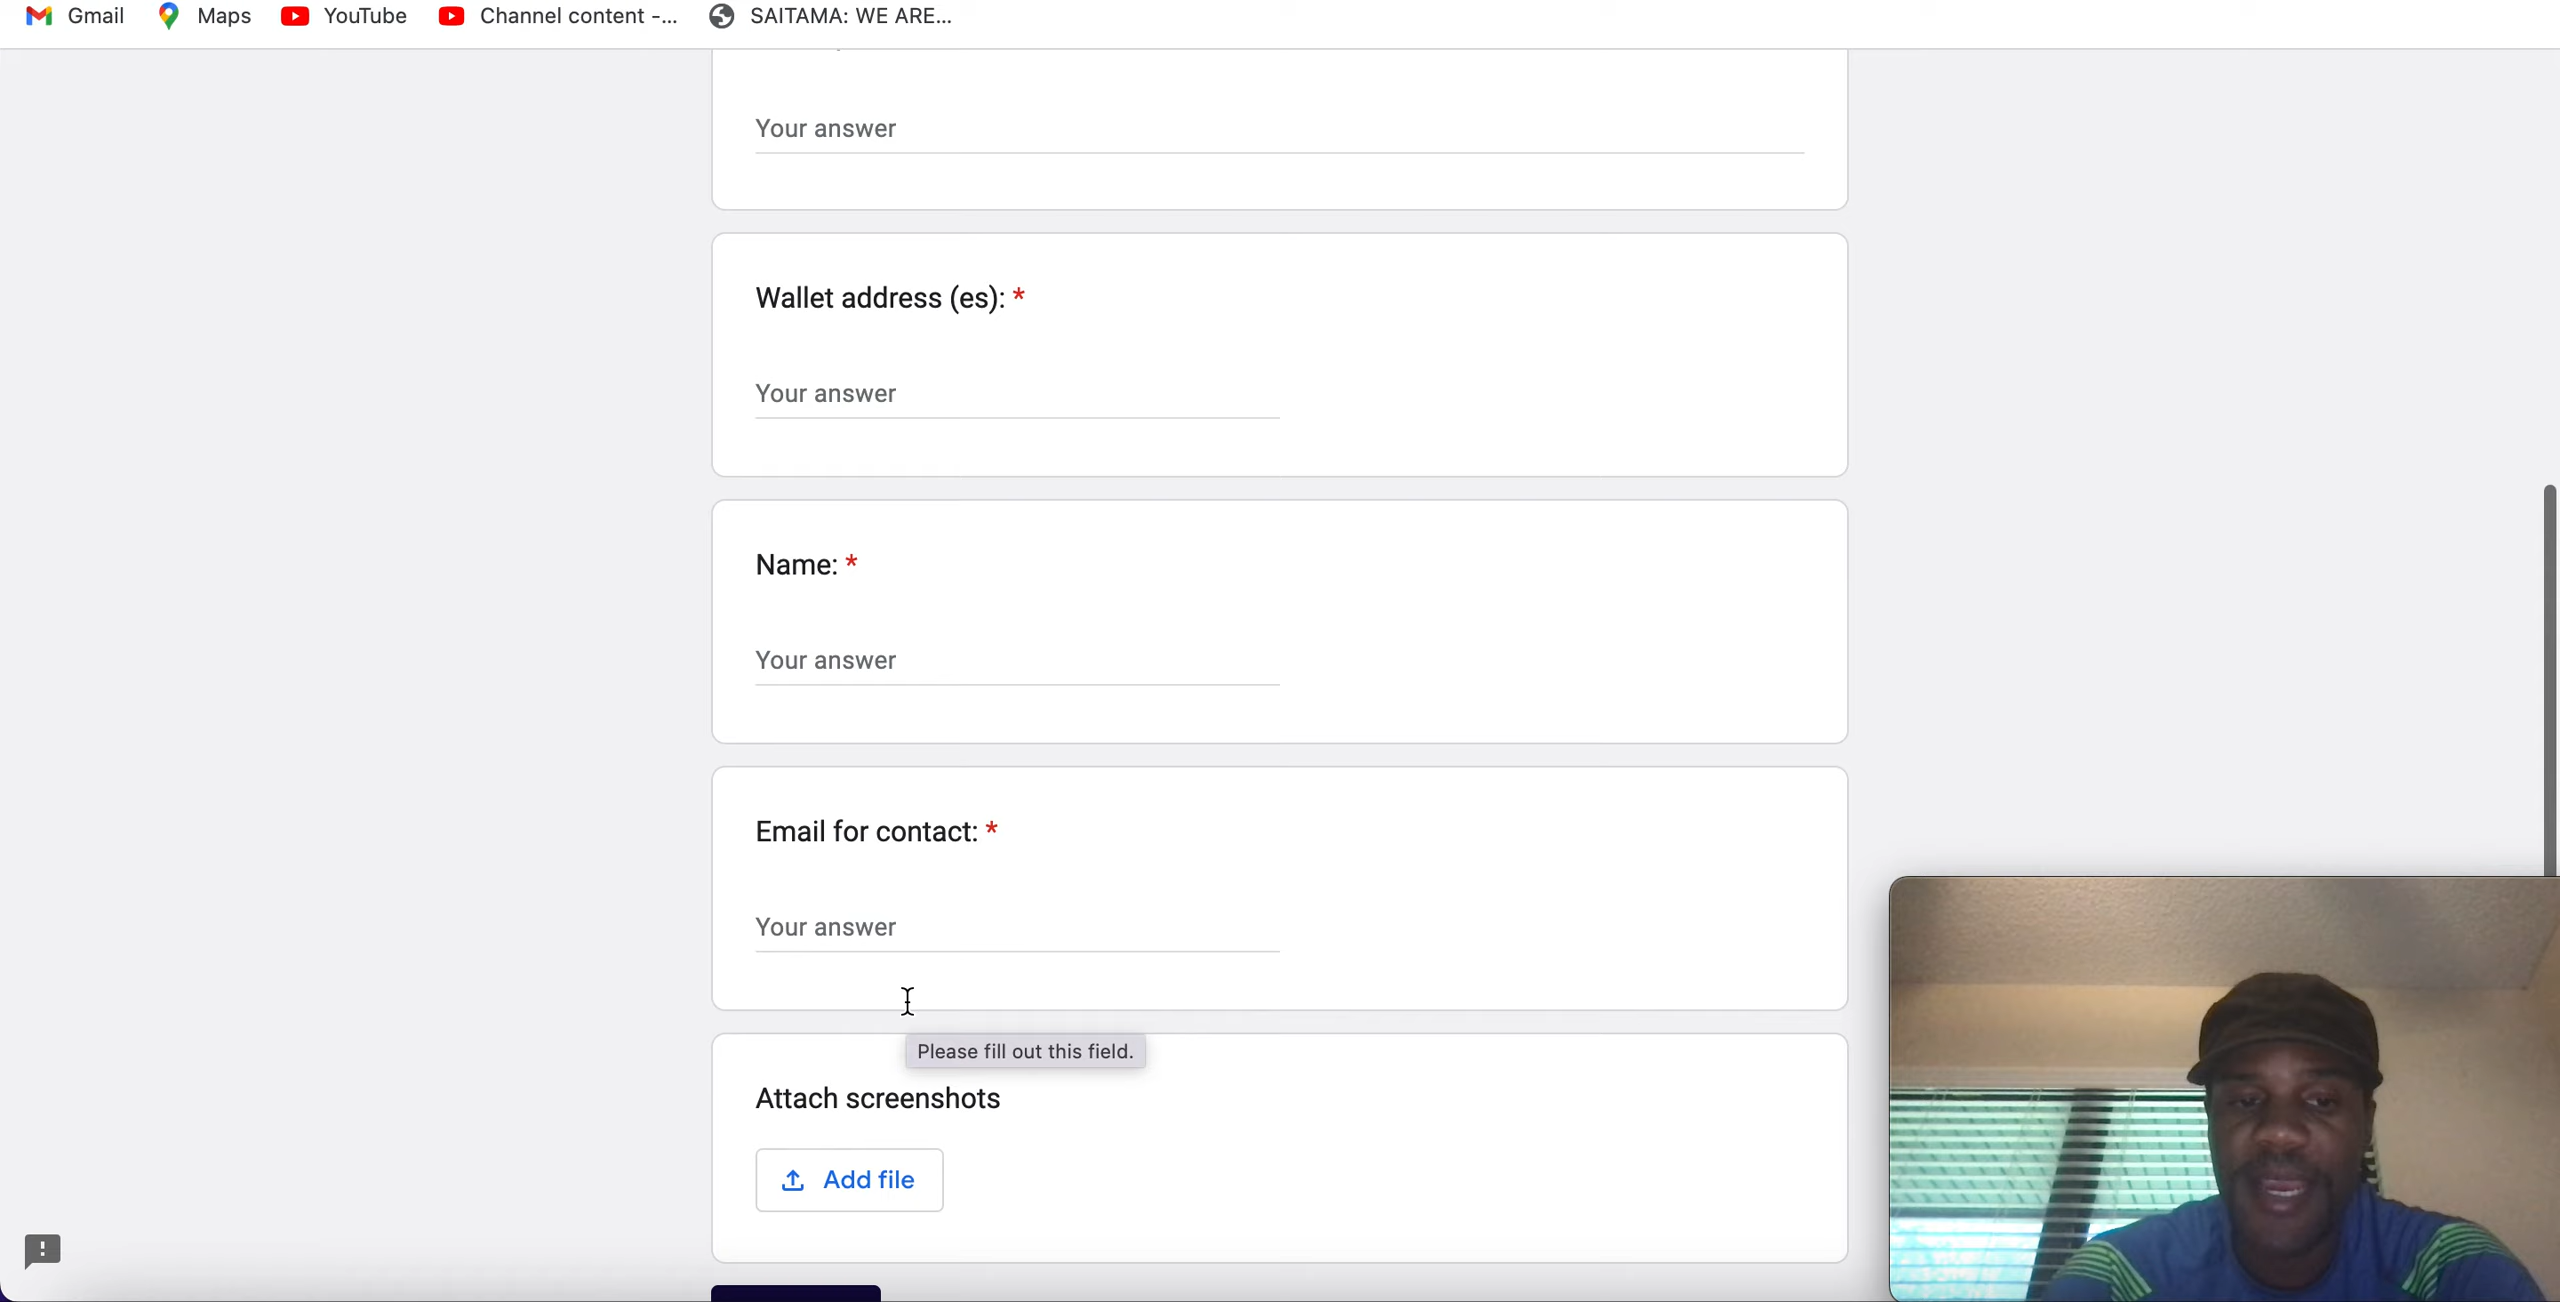 Gmail Maps YouTube Channel content -... SAITAMA: WE ARE...
Your answer
Wallet address (es): *
Your answer
Name: *
Your answer
Email for contact: *
Your answer
Please fill out this field.
Attach screenshots
Add file